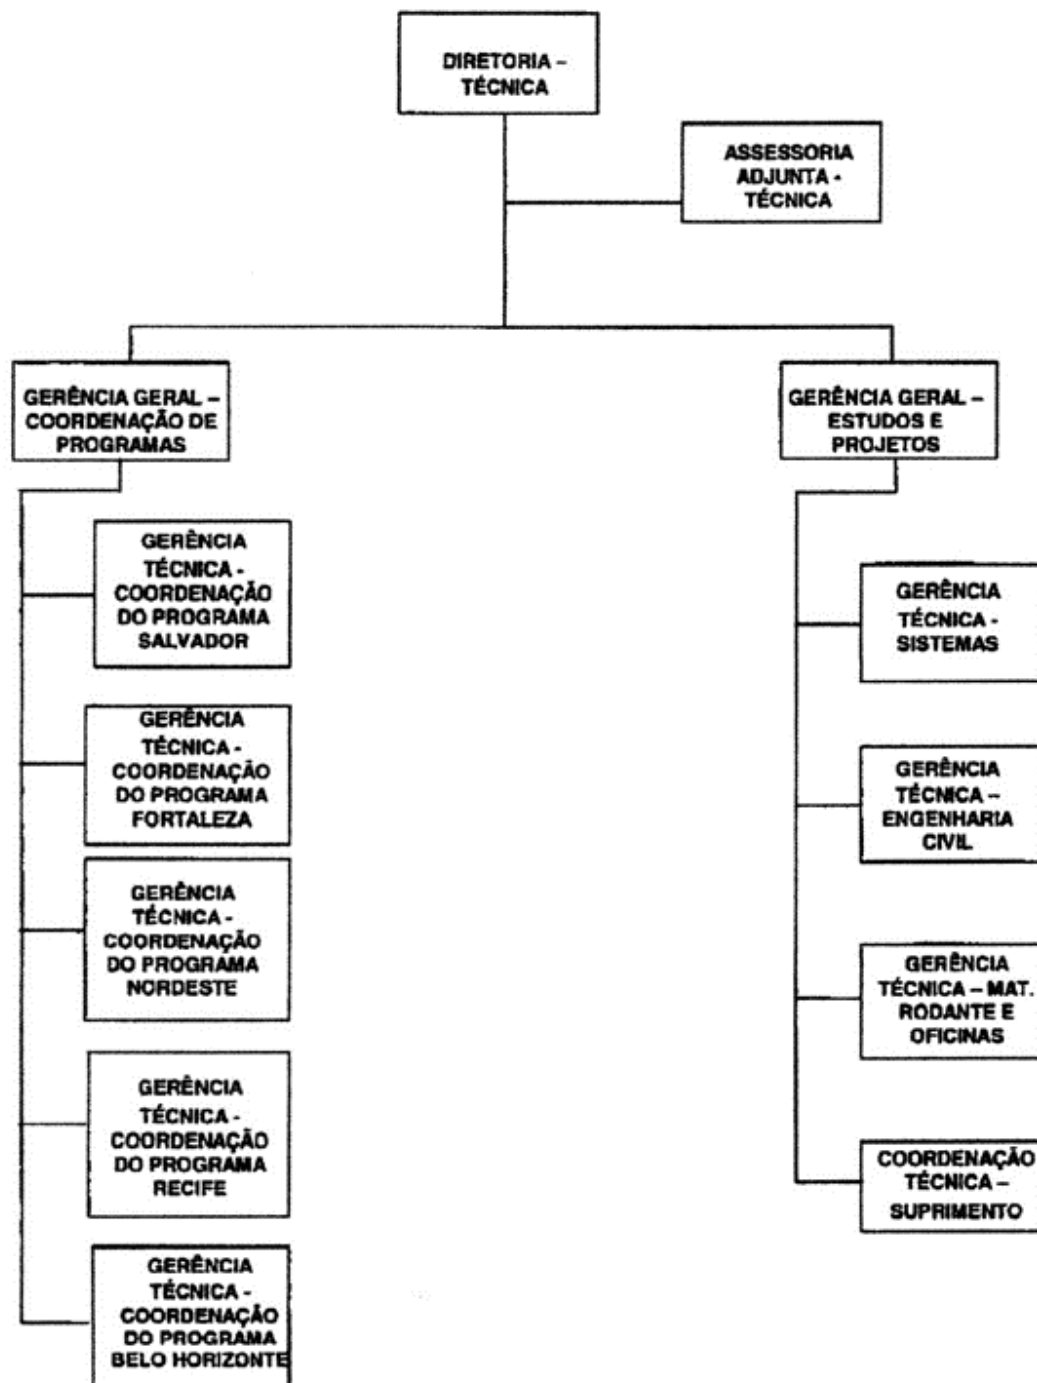 DIRETORIA –
TÉCNICA
ASSESSORIA
ADJUNTA -
TÉCNICA
GERÊNCIA GERAL –
COORDENAÇÃO DE
PROGRAMAS
GERÊNCIA GERAL –
ESTUDOS E
PROJETOS
GERÊNCIA
TÉCNICA -
COORDENAÇÃO
DO PROGRAMA
SALVADOR
GERÊNCIA
TÉCNICA -
COORDENAÇÃO
DO PROGRAMA
FORTALEZA
GERÊNCIA
TÉCNICA -
COORDENAÇÃO
DO PROGRAMA
NORDESTE
GERÊNCIA
TÉCNICA -
COORDENAÇÃO
DO PROGRAMA
RECIFE
GERÊNCIA
TÉCNICA -
COORDENAÇÃO
DO PROGRAMA
BELO HORIZONTE
GERÊNCIA
TÉCNICA -
SISTEMAS
GERÊNCIA
TÉCNICA –
ENGENHARIA
CIVIL
GERÊNCIA
TÉCNICA – MAT.
RODANTE E
OFICINAS
COORDENAÇÃO
TÉCNICA –
SUPRIMENTO